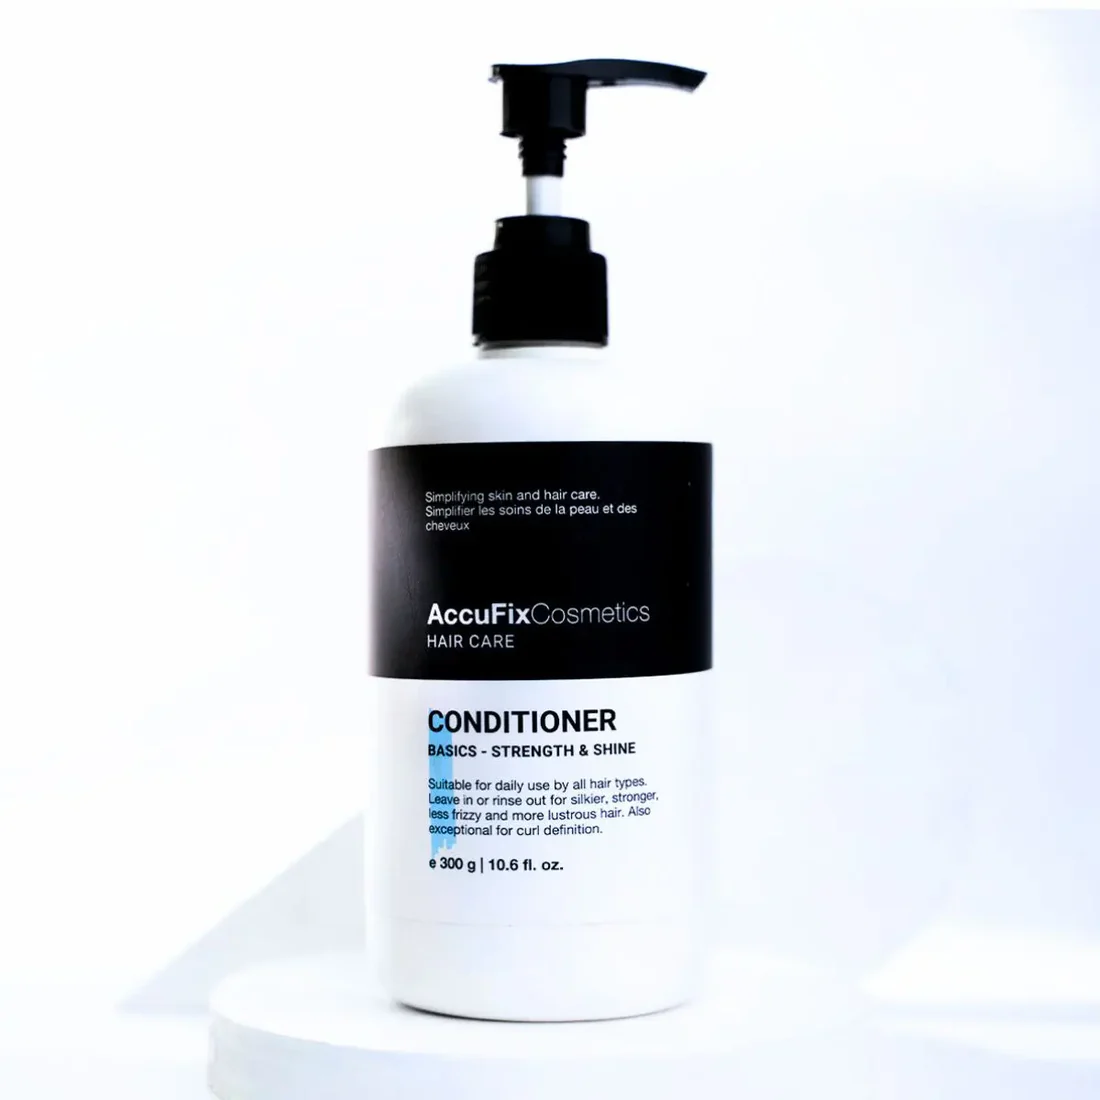 Simplifying skin and hair care.
Simplifier les soins de la peau et des
cheveux
AccuFixCosmetics
HAIR CARE
CONDITIONER
BASICS - STRENGTH & SHINE
Suitable for daily use by all hair types.
Leave in or rinse out for silkier, stronger,
less frizzy and more lustrous hair. Also
exceptional for curl definition.
e 300 g | 10.6 fl. oz.